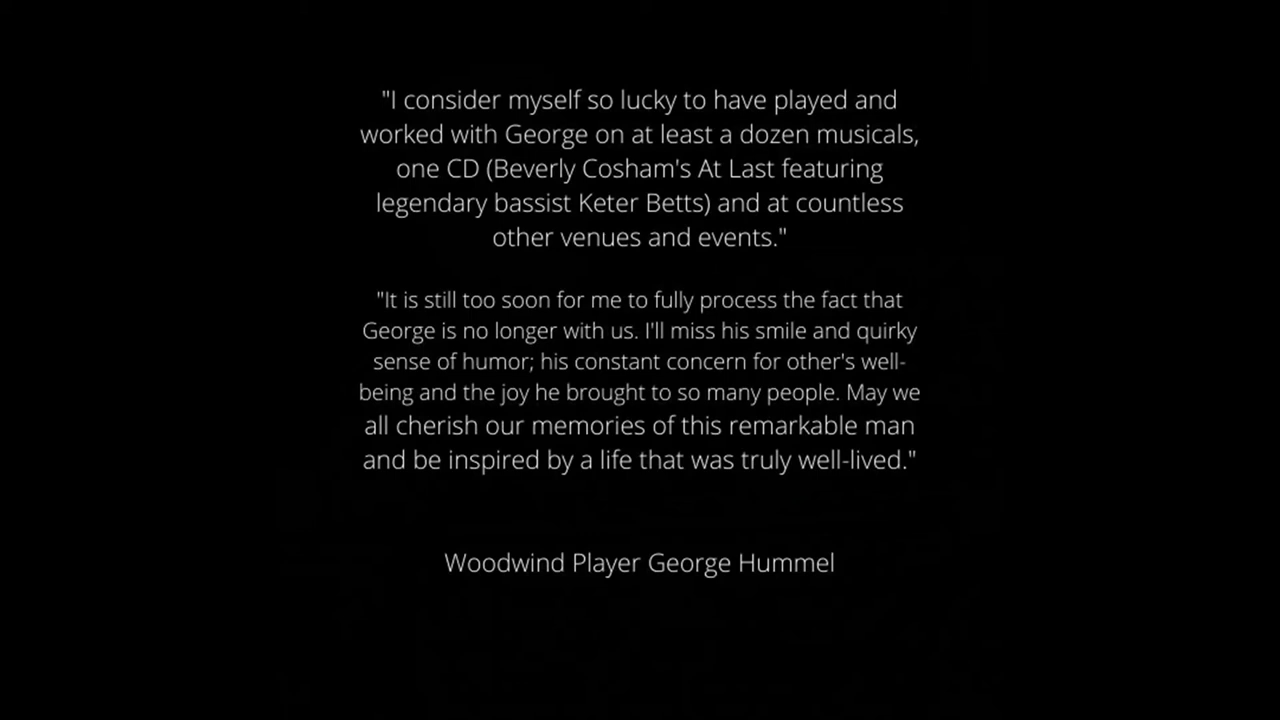 "I consider myself so lucky to have played and
worked with George on at least a dozen musicals,
one CD (Beverly Cosham's At Last featuring
legendary bassist Keter Betts) and at countless
other venues and events."
"It is still too soon for me to fully process the fact that
George is no longer with us. I'll miss his smile and quirky
sense of humor; his constant concern for other's well-
being and the joy he brought to so many people. May we
all cherish our memories of this remarkable man
and be inspired by a life that was truly well-lived."
Woodwind Player George Hummel